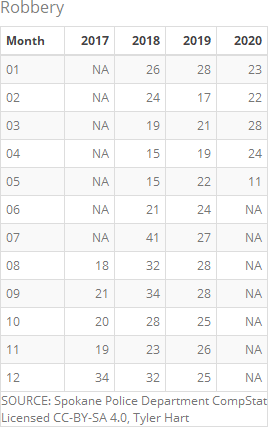 Robbery
Month 2017 2018 2019 2020
01 NA 26 28 23
02 NA 24 17 22
03 NA 19 21 28
04 NA 15 19 24
05 NA 15 22 11
06 NA 21 24 NA
07 NA 41 27 NA
08 18 32 28 NA
09 21 34 28 NA
10 20 28 25 NA
11 19 23 26 NA
12 34 32 25 NA
SOURCE: Spokane Police Department CompStat
Licensed CC-BY-SA 4.0, Tyler Hart